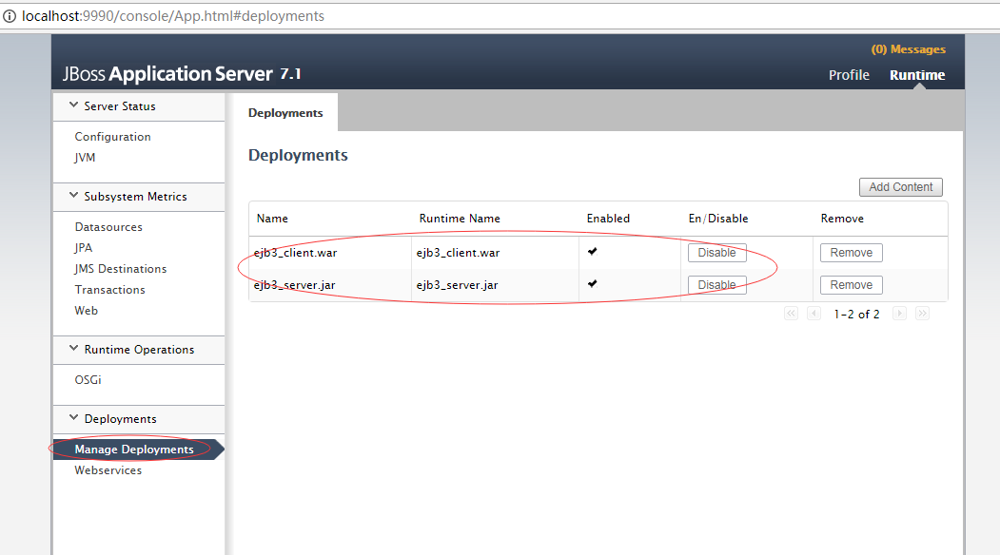 localhost:9990/console/App.html#deployments
(0) Messages
JBoss Application Server 7.1
Profile Runtime
Server Status
Configuration
JVM
Subsystem Metrics
Datasources
JPA
JMS Destinations
Transactions
Web
Runtime Operations
OSGi
Deployments
Manage Deployments
Webservices
Deployments
Deployments
Add Content
Name Runtime Name Enabled En/Disable Remove
ejb3_client.war ejb3_client.war Disable Remove
ejb3_server.jar ejb3_server.jar Disable Remove
1-2 of 2